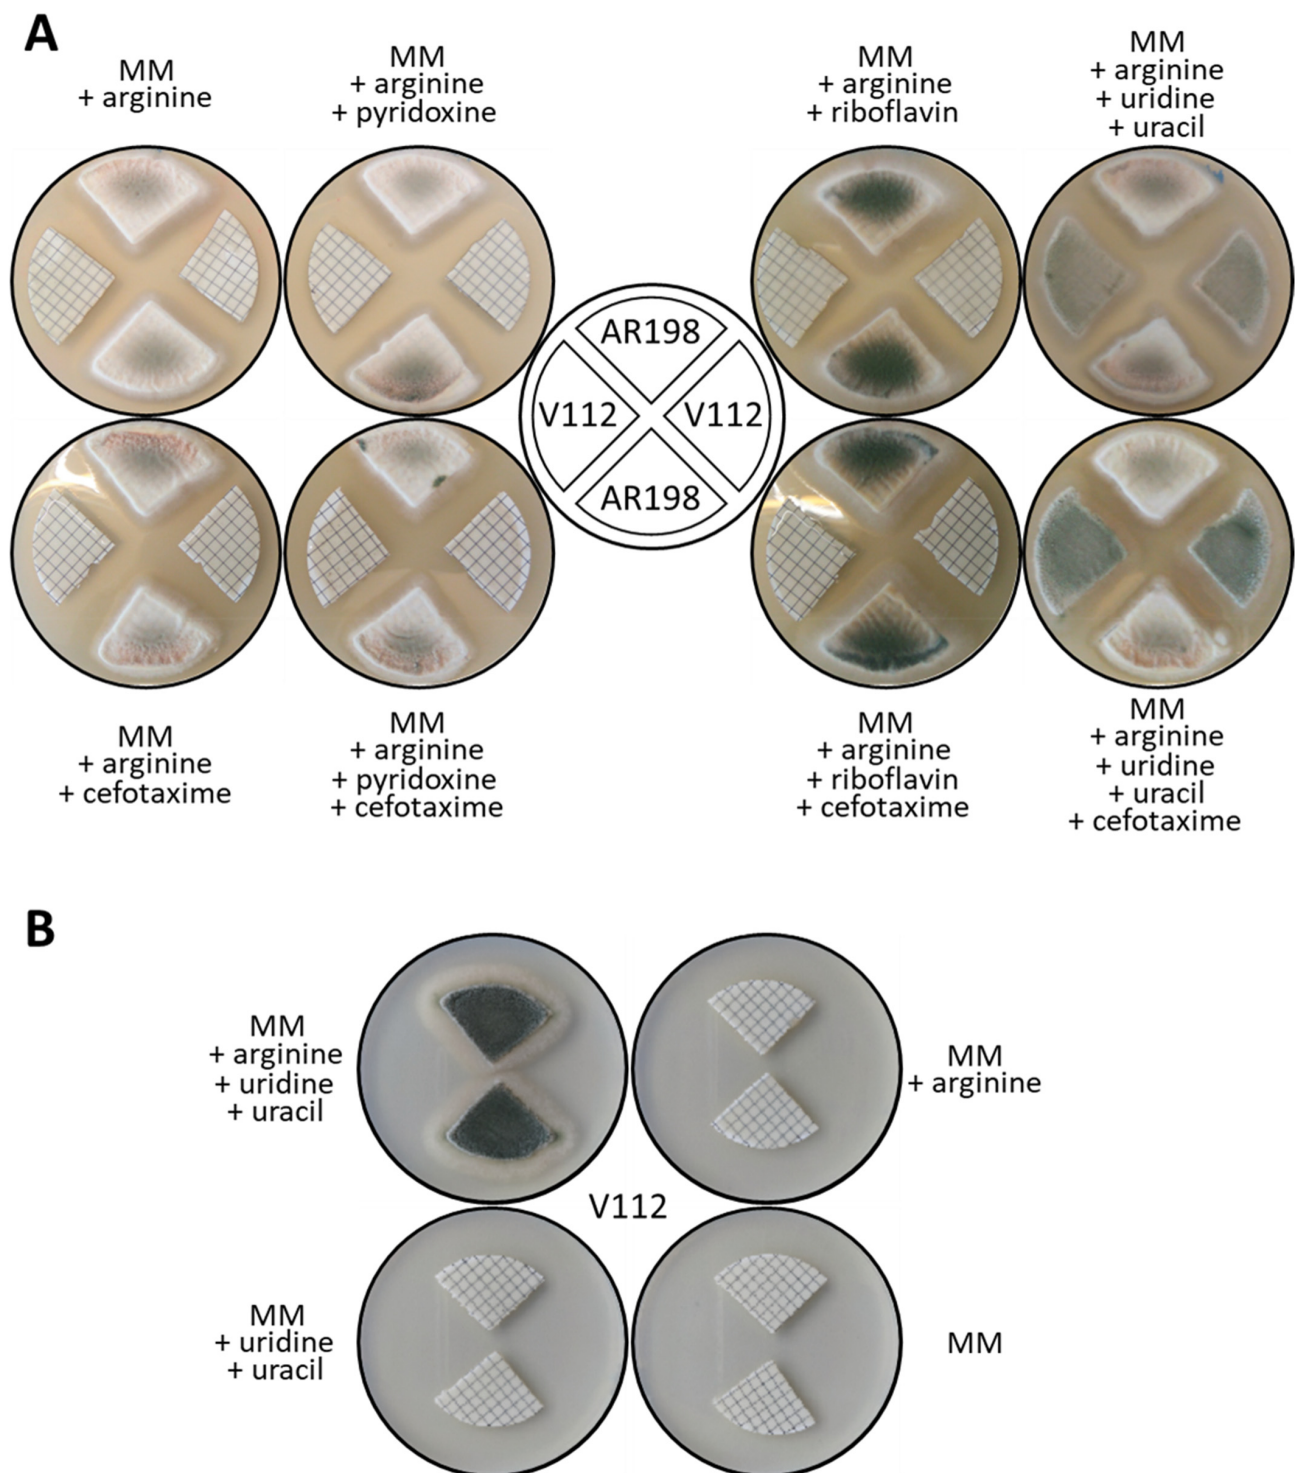 A
MM
+ arginine
MM
+ arginine
+ pyridoxine
MM
+ arginine
+ riboflavin
MM
+ arginine
+ uridine
+ uracil
AR198
V112
V112
AR198
MM
+ arginine
+ cefotaxime
MM
+ arginine
+ pyridoxine
+ cefotaxime
MM
+ arginine
+ riboflavin
+ cefotaxime
MM
+ arginine
+ uridine
+ uracil
+ cefotaxime
B
MM
+ arginine
+ uridine
+ uracil
MM
+ arginine
V112
MM
+ uridine
+ uracil
MM